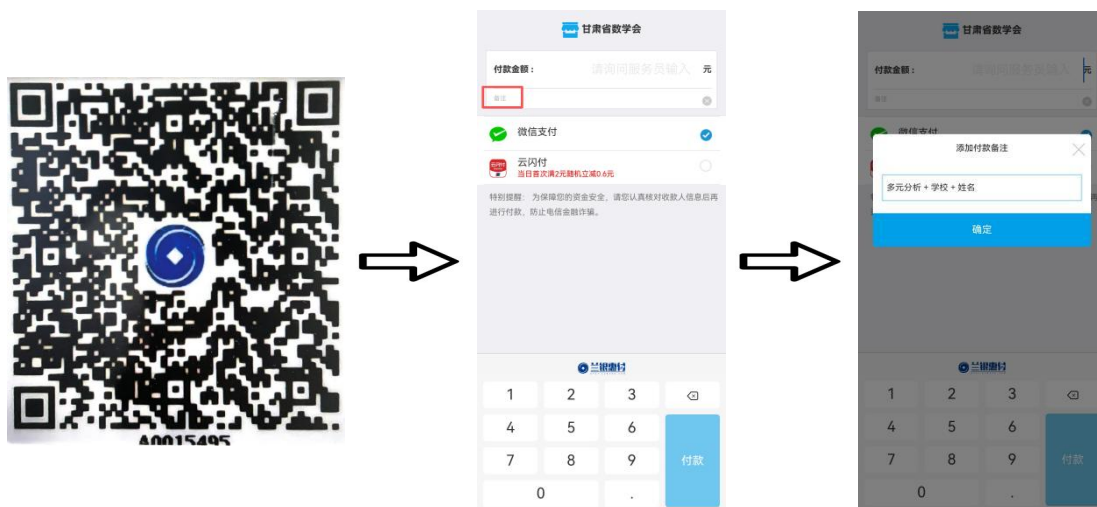 A0015495
甘肃省数学会
付款金额：
请询问服务员输入 元
备注
微信支付
云闪付
云闪付
当日首次满2元随机立减0.6元
特别提醒： 为保障您的资金安全，请您认真核对收款人信息后再
进行付款，防止电信金融诈骗。
兰银惠付
1 2 3
4 5 6
7 8 9
付款
0 .
甘肃省数学会
付款金额：
请询问服务员输入 元
备注
微信支付
添加付款备注
多元分析 + 学校 + 姓名
确定
兰银惠付
1 2 3
4 5 6
7 8 9
付款
0 .